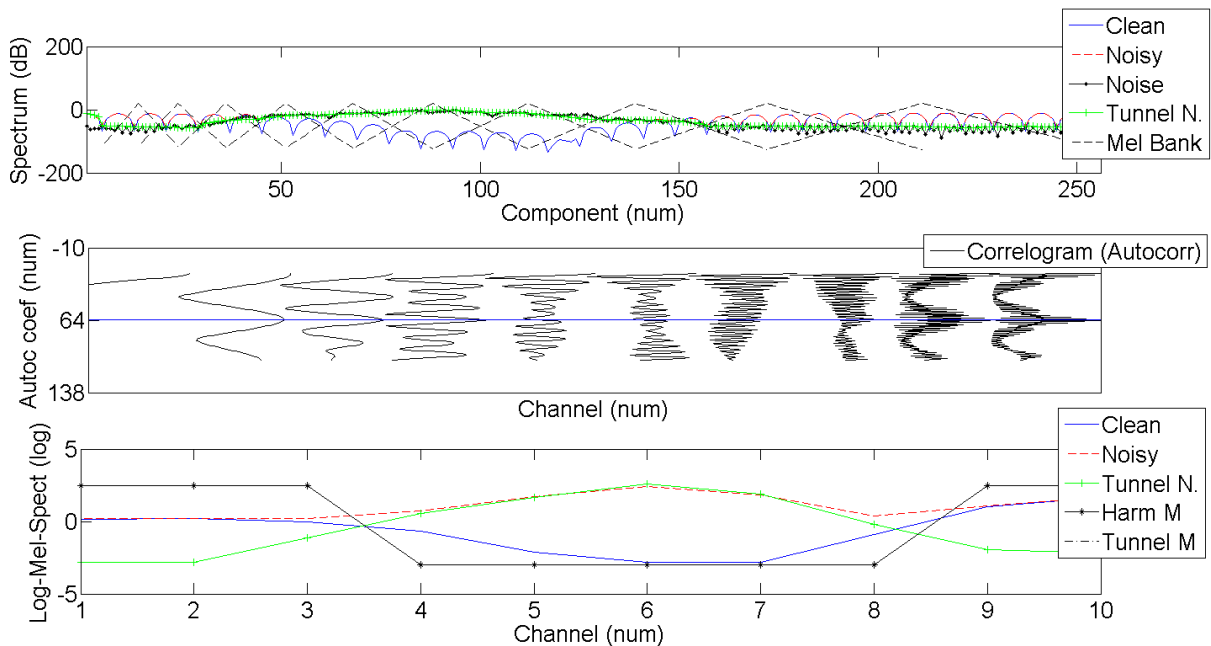 200
0
-200
Spectrum (dB)
50
100
150
200
250
Component (num)
Clean
Noisy
Noise
Tunnel N.
Mel Bank
-10
64
138
Autoc coef (num)
Channel (num)
Correlogram (Autocorr)
5
0
-5
Log-Mel-Spect (log)
1
2
3
4
5
6
7
8
9
10
Channel (num)
Clean
Noisy
Tunnel N.
Harm M
Tunnel M